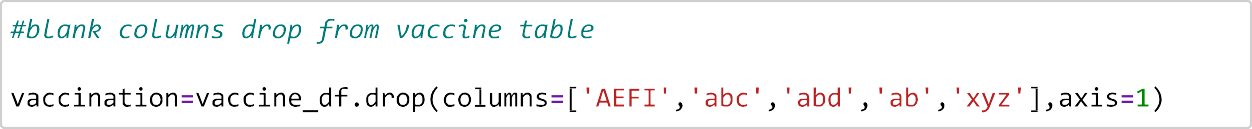 #blank columns drop from vaccine table
vaccination=vaccine_df.drop(columns=['AEFI','abc','abd','ab','xyz'],axis=1)